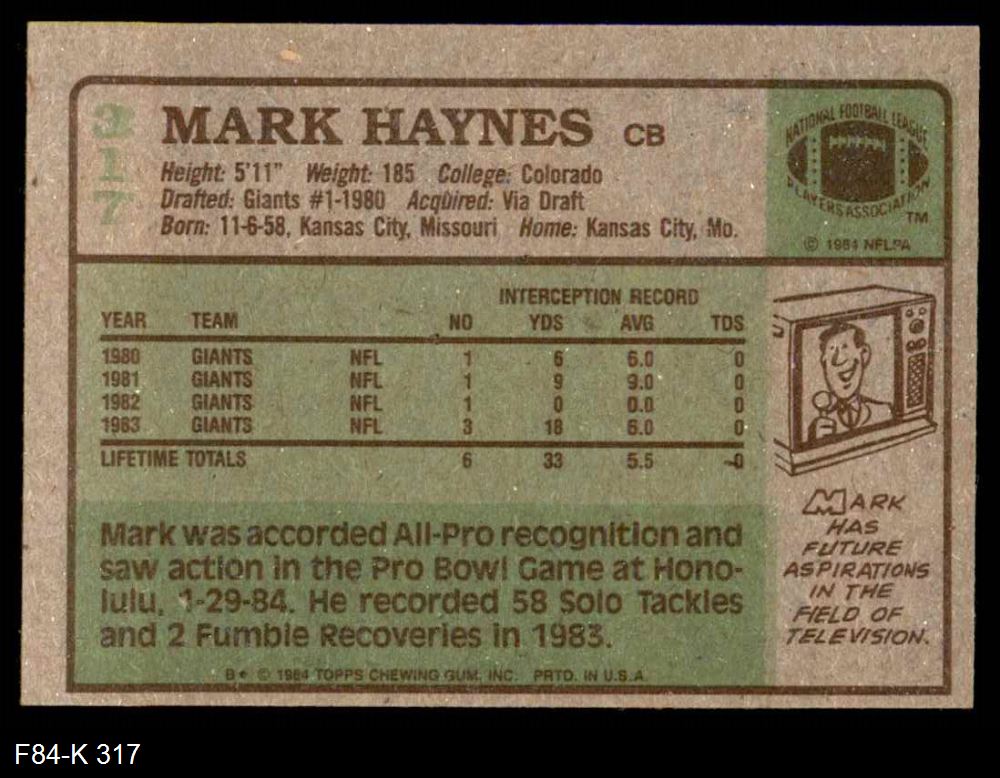 317
MARK HAYNES CB
Height: 5'11" Weight: 185 College: Colorado
Drafted: Giants #1-1980 Acquired: Via Draft
Born: 11-6-58, Kansas City, Missouri Home: Kansas City, Mo.
NATIONAL FOOTBALL LEAGUE
PLAYERS ASSOCIATION
TM
© 1984 NFLPA
INTERCEPTION RECORD
YEAR TEAM NO YDS AVG TDS
1980 GIANTS NFL 1 6 6.0 0
1981 GIANTS NFL 1 9 9.0 0
1982 GIANTS NFL 1 0 0.0 0
1983 GIANTS NFL 3 18 6.0 0
LIFETIME TOTALS 6 33 5.5 0
Mark was accorded All-Pro recognition and
saw action in the Pro Bowl Game at Hono-
lulu, 1-29-84. He recorded 58 Solo Tackles
and 2 Fumble Recoveries in 1983.
MARK
HAS
FUTURE
ASPIRATIONS
IN THE
FIELD OF
TELEVISION.
B* © 1984 TOPPS CHEWING GUM, INC. PRTD. IN U.S.A.
F84-K 317